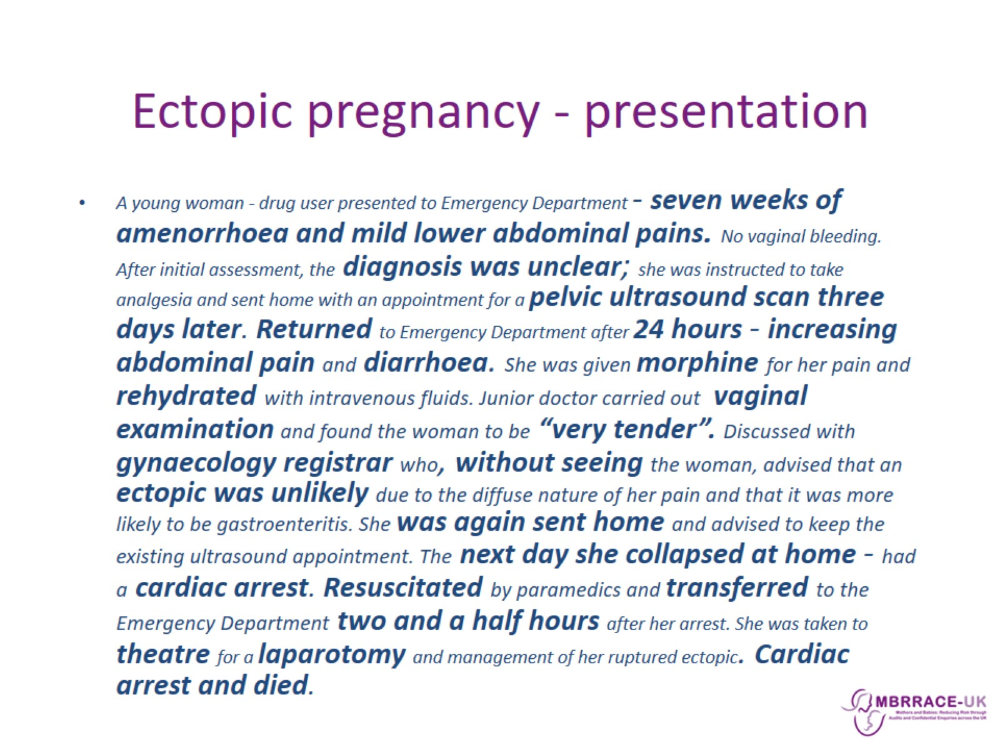 Ectopic pregnancy - presentation
• A young woman - drug user presented to Emergency Department - seven weeks of
amenorrhoea and mild lower abdominal pains. No vaginal bleeding.
After initial assessment, the diagnosis was unclear; she was instructed to take
analgesia and sent home with an appointment for a pelvic ultrasound scan three
days later. Returned to Emergency Department after 24 hours - increasing
abdominal pain and diarrhoea. She was given morphine for her pain and
rehydrated with intravenous fluids. Junior doctor carried out vaginal
examination and found the woman to be “very tender”. Discussed with
gynaecology registrar who, without seeing the woman, advised that an
ectopic was unlikely due to the diffuse nature of her pain and that it was more
likely to be gastroenteritis. She was again sent home and advised to keep the
existing ultrasound appointment. The next day she collapsed at home - had
a cardiac arrest. Resuscitated by paramedics and transferred to the
Emergency Department two and a half hours after her arrest. She was taken to
theatre for a laparotomy and management of her ruptured ectopic. Cardiac
arrest and died.
MBRRACE-UK
Mothers and Babies: Reducing Risk through
Audits and Confidential Enquiries across the UK